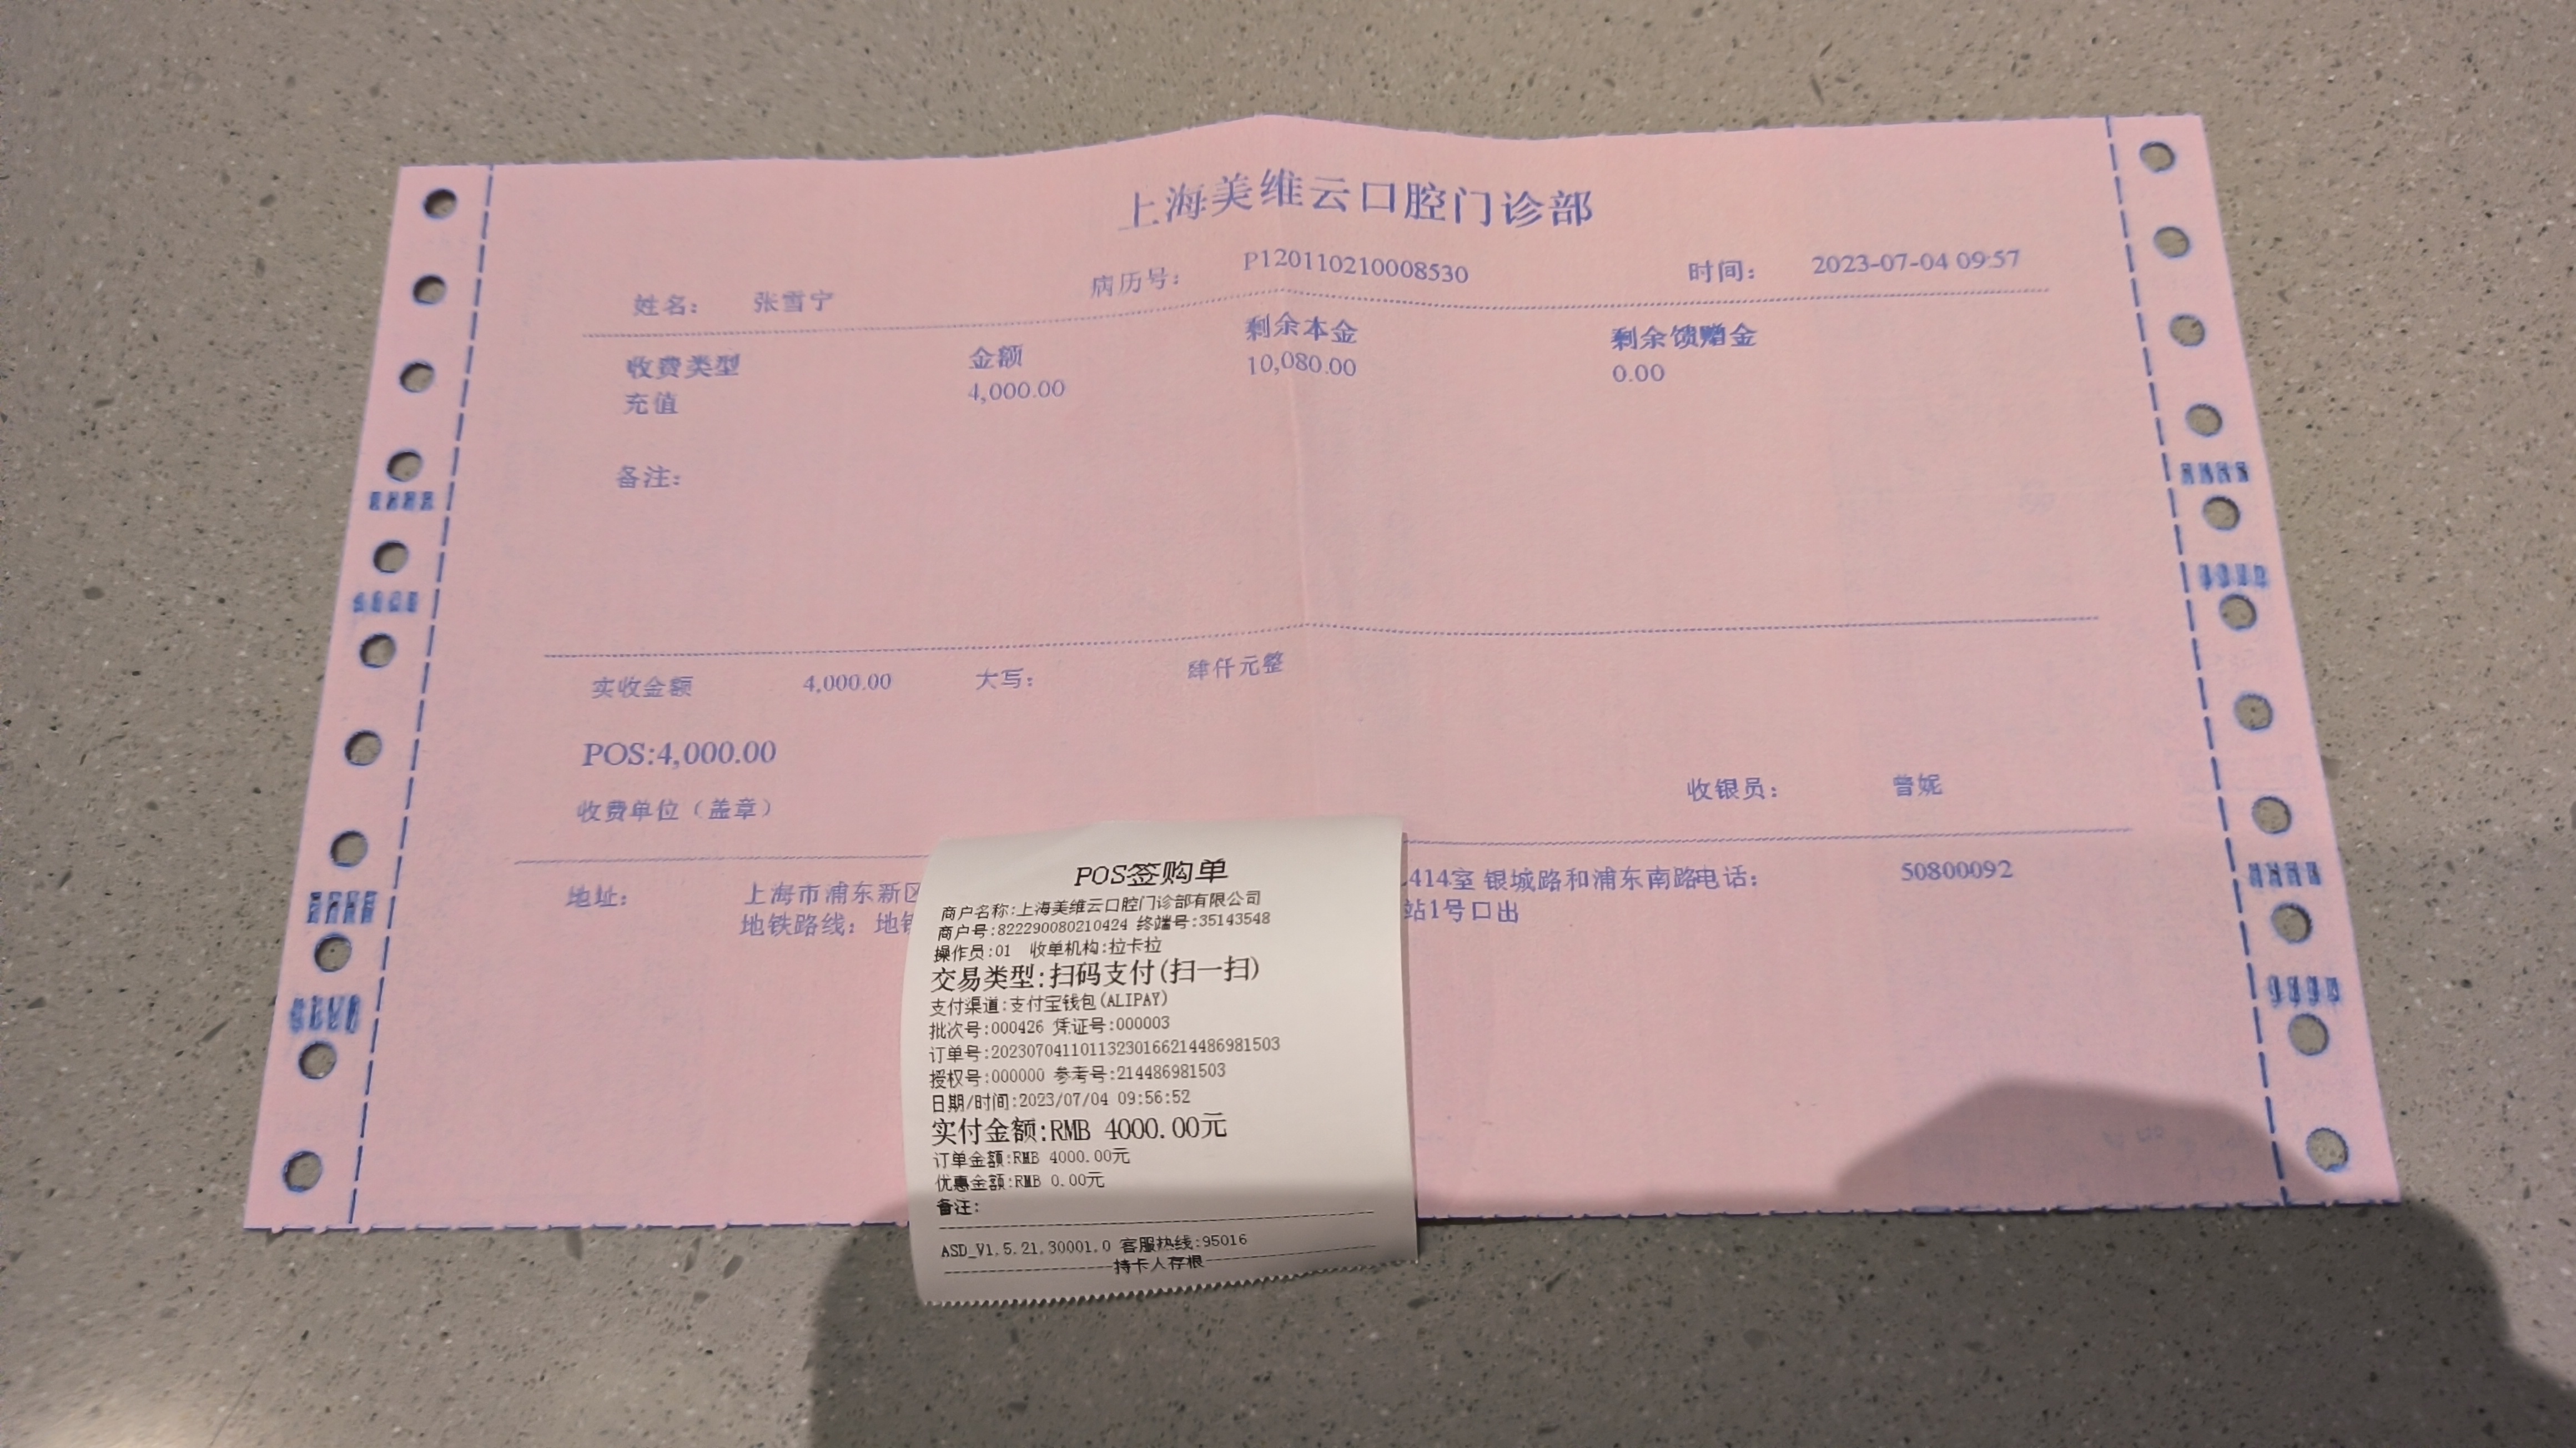 上海美维云口腔门诊部
姓名： 张雪宁 病历号： P120110210008530 时间： 2023-07-04 09:57
收费类型 金额 剩余本金 剩余馈赠金
充值 4,000.00 10,080.00 0.00
备注：
实收金额 4,000.00 大写： 肆仟元整
POS:4,000.00
收费单位（盖章） 收银员： 曹妮
地址： 上海市浦东新区 414室 银城路和浦东南路电话： 50800092
地铁路线：地铁 站1号口出
POS签购单
商户名称:上海美维云口腔门诊部有限公司
商户号:822290080210424 终端号:35143548
操作员:01 收单机构:拉卡拉
交易类型:扫码支付(扫一扫)
支付渠道:支付宝钱包(ALIPAY)
批次号:000426 凭证号:000003
订单号:20230704110113230166214486981503
授权号:000000 参考号:214486981503
日期/时间:2023/07/04 09:56:52
实付金额:RMB 4000.00元
订单金额:RMB 4000.00元
优惠金额:RMB 0.00元
备注:
ASD_V1.5.21.30001.0 客服热线:95016
持卡人存根